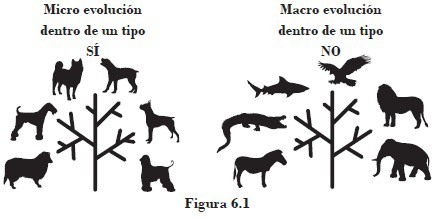 Micro evolución
dentro de un tipo
SÍ
Macro evolución
dentro de un tipo
NO
Figura 6.1